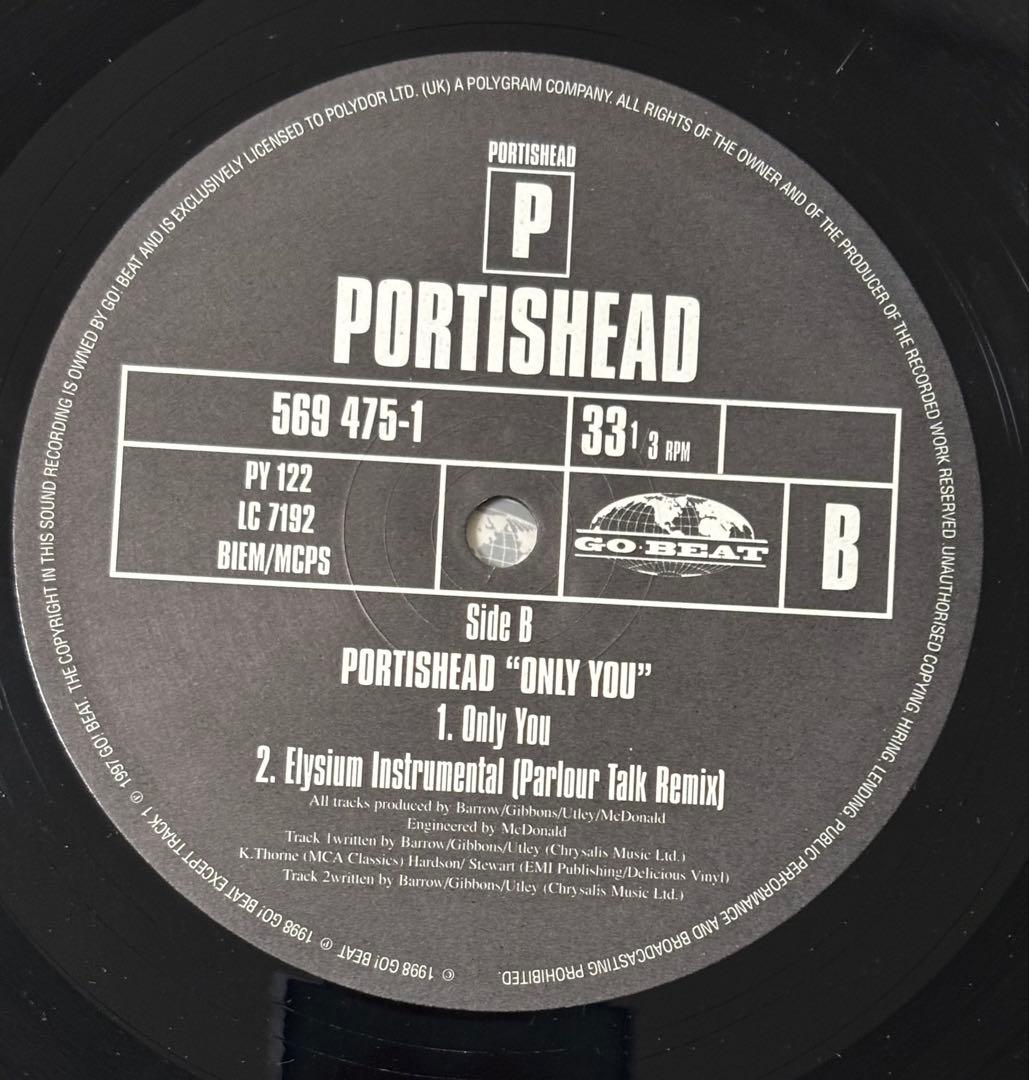 PORTISHEAD
P
PORTISHEAD
569 475-1
33 1/3 RPM
PY 122
LC 7192
BIEM/MCPS
GO·BEAT
B
Side B
PORTISHEAD “ONLY YOU”
1. Only You
2. Elysium Instrumental (Parlour Talk Remix)
All tracks produced by Barrow/Gibbons/Utley/McDonald
Engineered by McDonald
Track 1written by Barrow/Gibbons/Utley (Chrysalis Music Ltd.)
K.Thorne (MCA Classics) Hardson/ Stewart (EMI Publishing/Delicious Vinyl)
Track 2written by Barrow/Gibbons/Utley (Chrysalis Music Ltd.)
© 1998 GO! BEAT ℗ 1998 GO! BEAT EXCEPT TRACK 1 ℗ 1997 GO! BEAT. THE COPYRIGHT IN THIS SOUND RECORDING IS OWNED BY GO! BEAT AND IS EXCLUSIVELY LICENSED TO POLYDOR LTD. (UK) A POLYGRAM COMPANY. ALL RIGHTS OF THE OWNER AND OF THE PRODUCER OF THE RECORDED WORK RESERVED. UNAUTHORISED COPYING, HIRING, LENDING, PUBLIC PERFORMANCE AND BROADCASTING PROHIBITED.